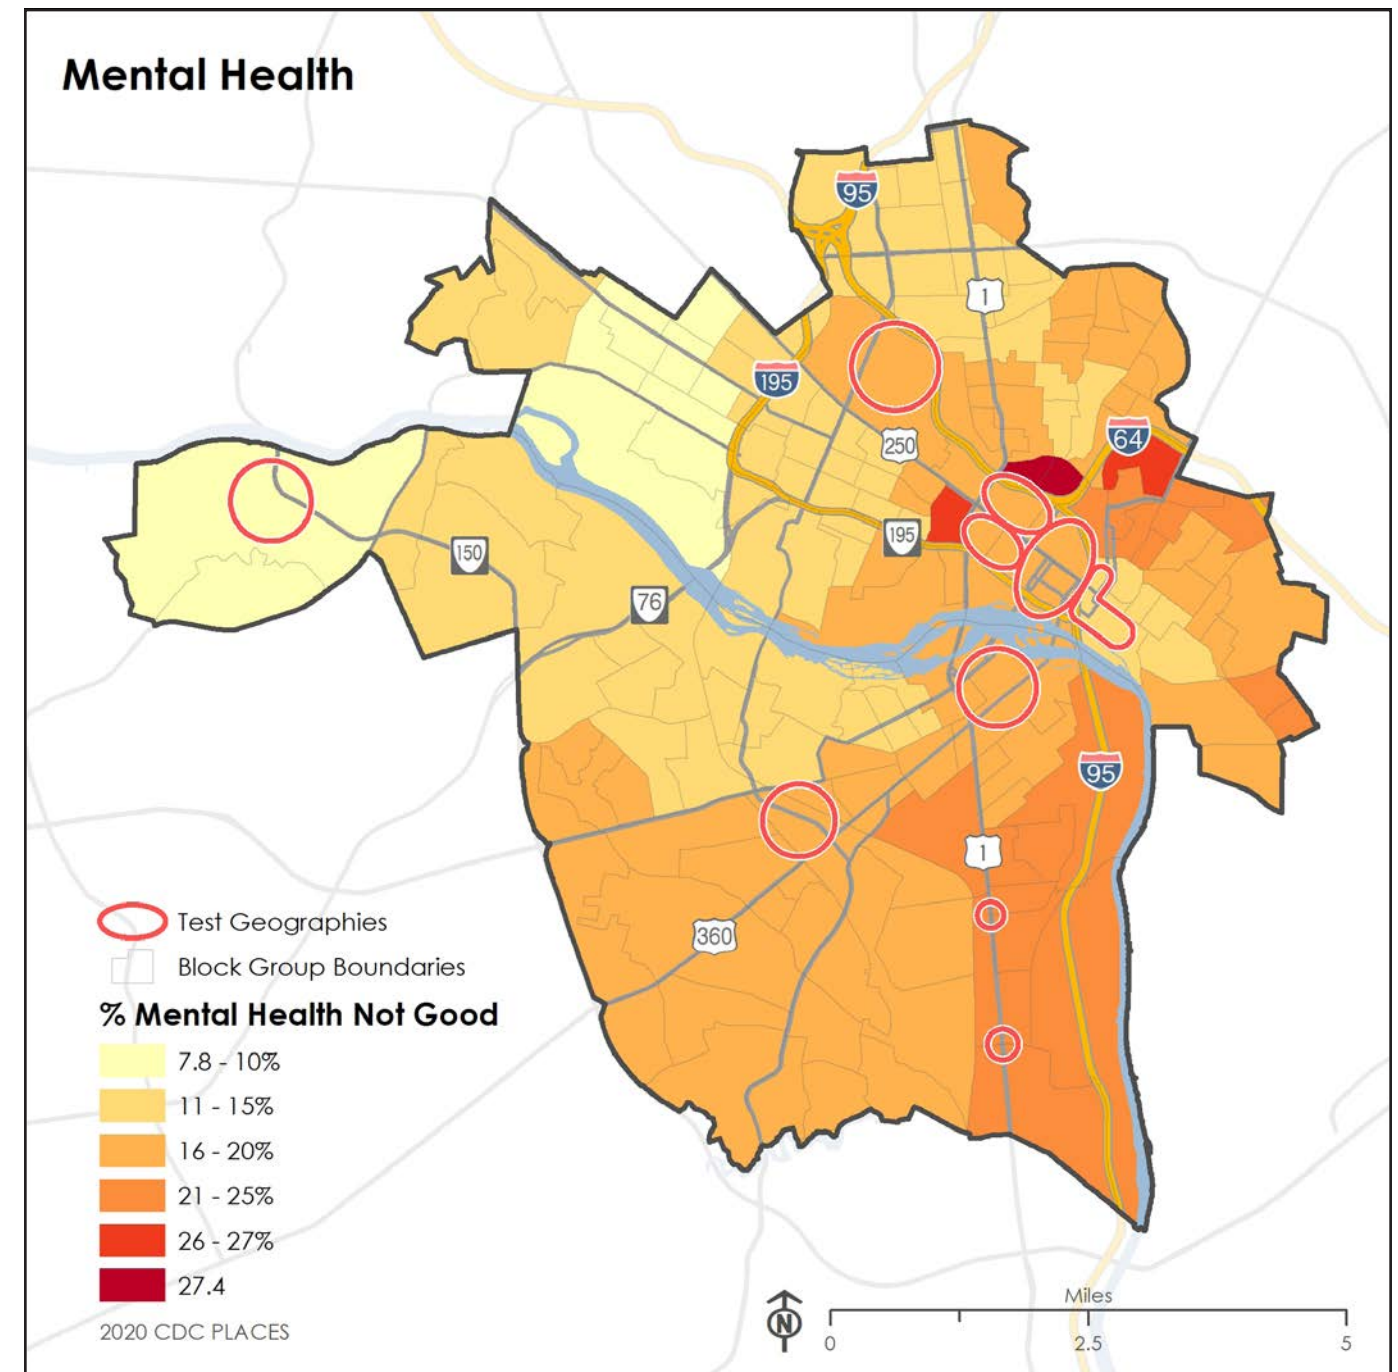 Mental Health
95
1
195
64
250
195
150
76
95
1
360
Test Geographies
Block Group Boundaries
% Mental Health Not Good
7.8 - 10%
11 - 15%
16 - 20%
21 - 25%
26 - 27%
27.4
2020 CDC PLACES
N
Miles
0
2.5
5